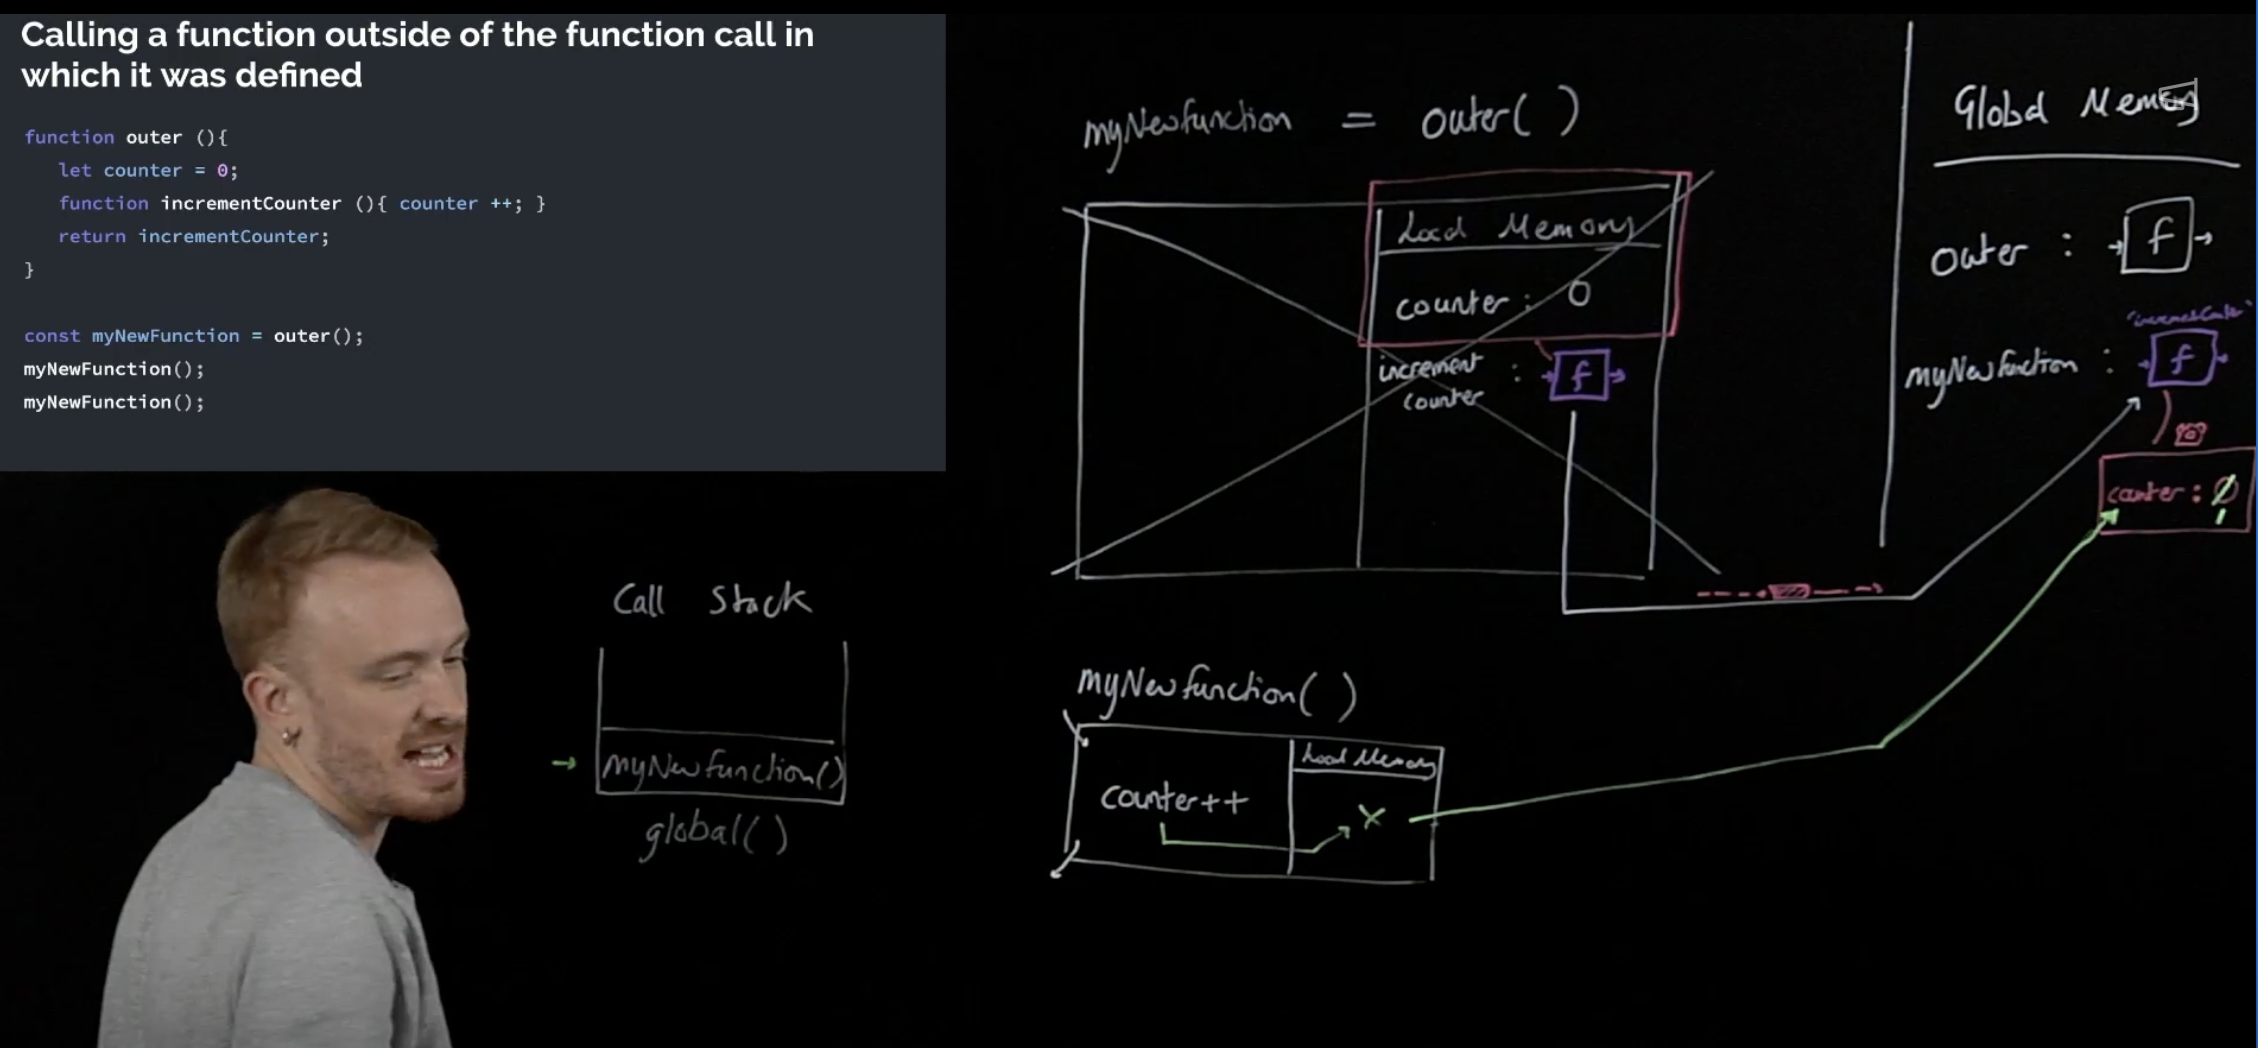 Calling a function outside of the function call in
which it was defined
function outer (){
let counter = 0;
function incrementCounter (){ counter ++; }
return incrementCounter;
}
const myNewFunction = outer();
myNewFunction();
myNewFunction();
myNewfunction = outer( )
Local Memory
counter : 0
increment : f
counter
Global Memory
outer : f
"incrementCounter"
myNewfunction : f
counter : 0
1
Call Stack
myNewfunction()
global( )
myNewfunction( )
Local Memory
counter++